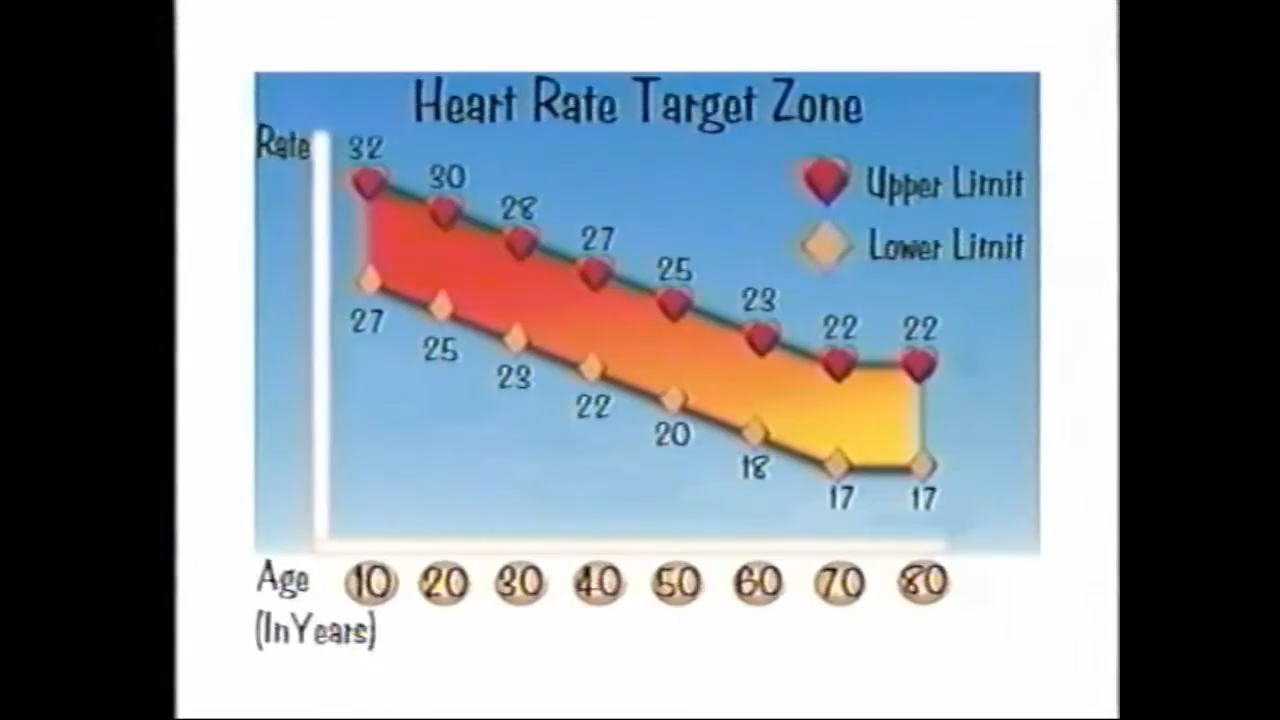 Heart Rate Target Zone
Rate
32
30
28
27
25
23
22
22
Upper Limit
Lower Limit
27
25
23
22
20
18
17
17
Age 10 20 30 40 50 60 70 80
(In Years)